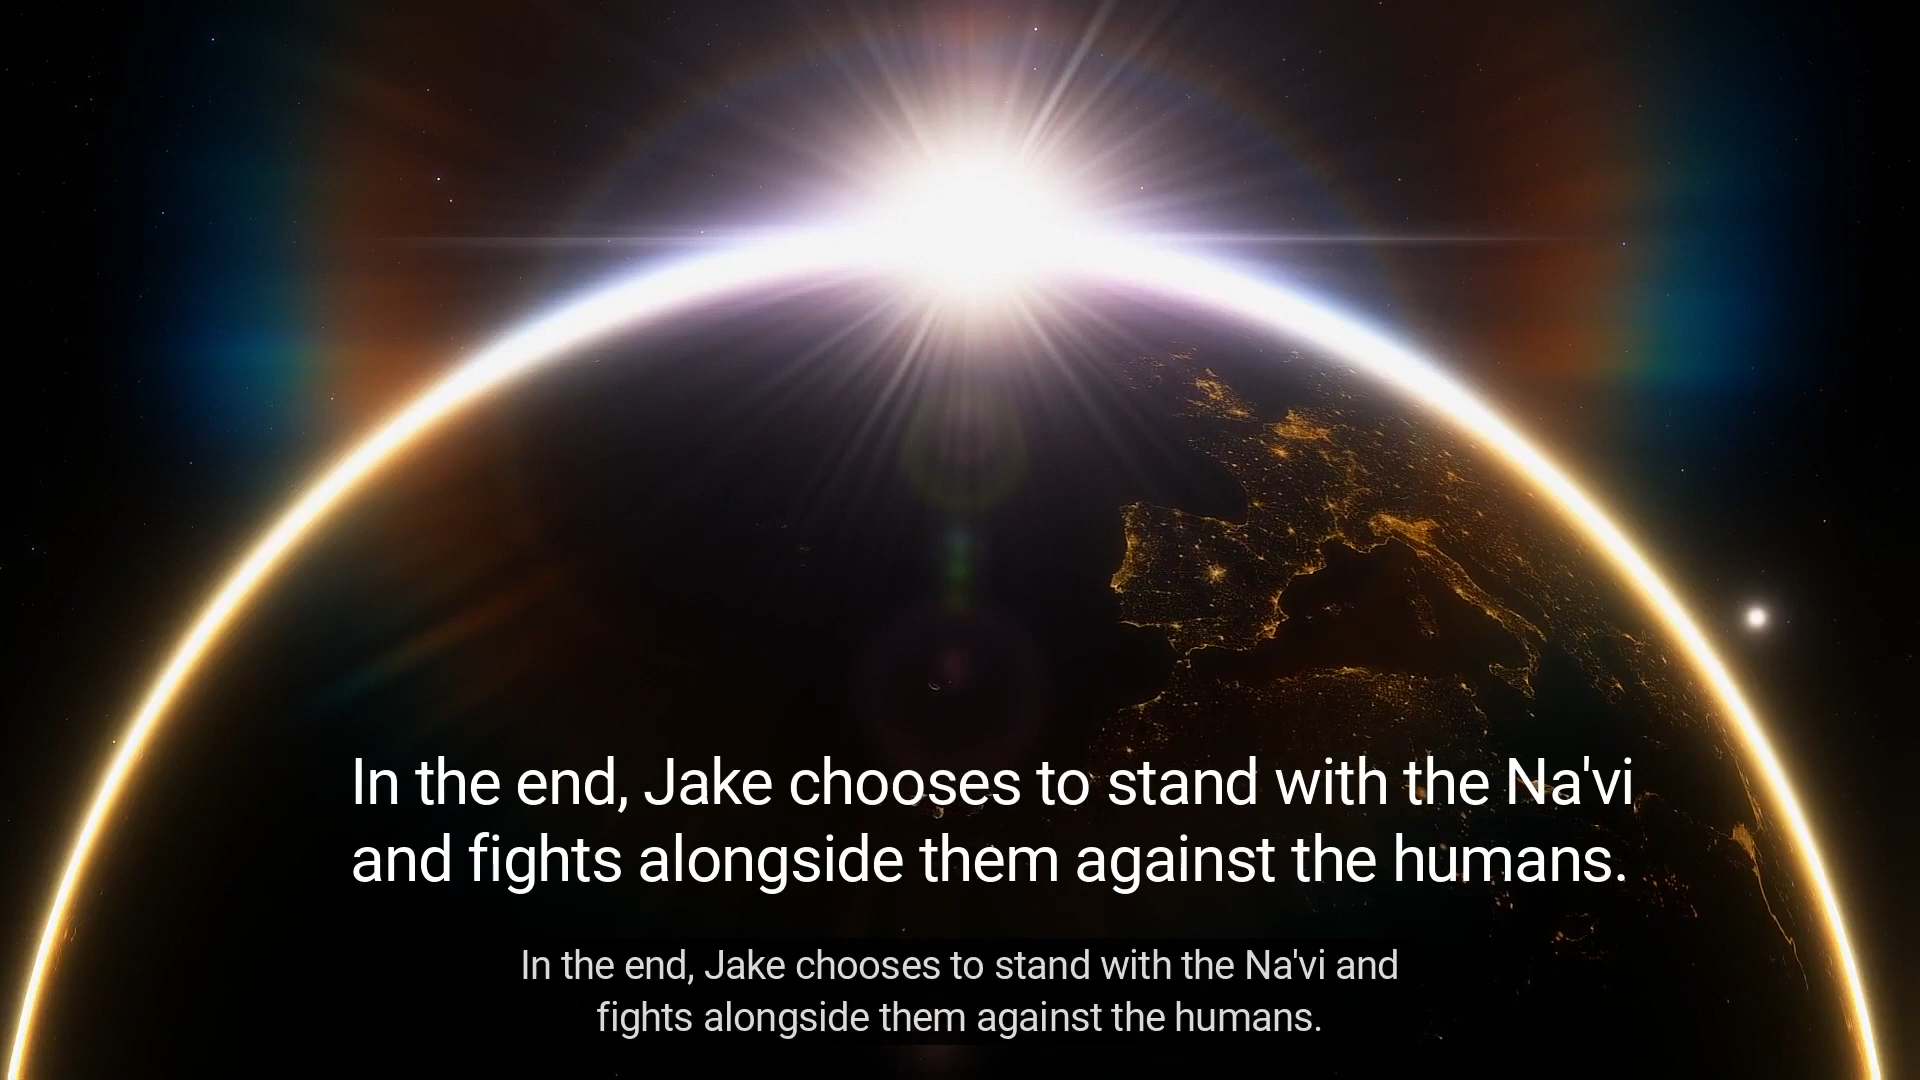 In the end, Jake chooses to stand with the Na'vi
and fights alongside them against the humans.
In the end, Jake chooses to stand with the Na'vi and
fights alongside them against the humans.